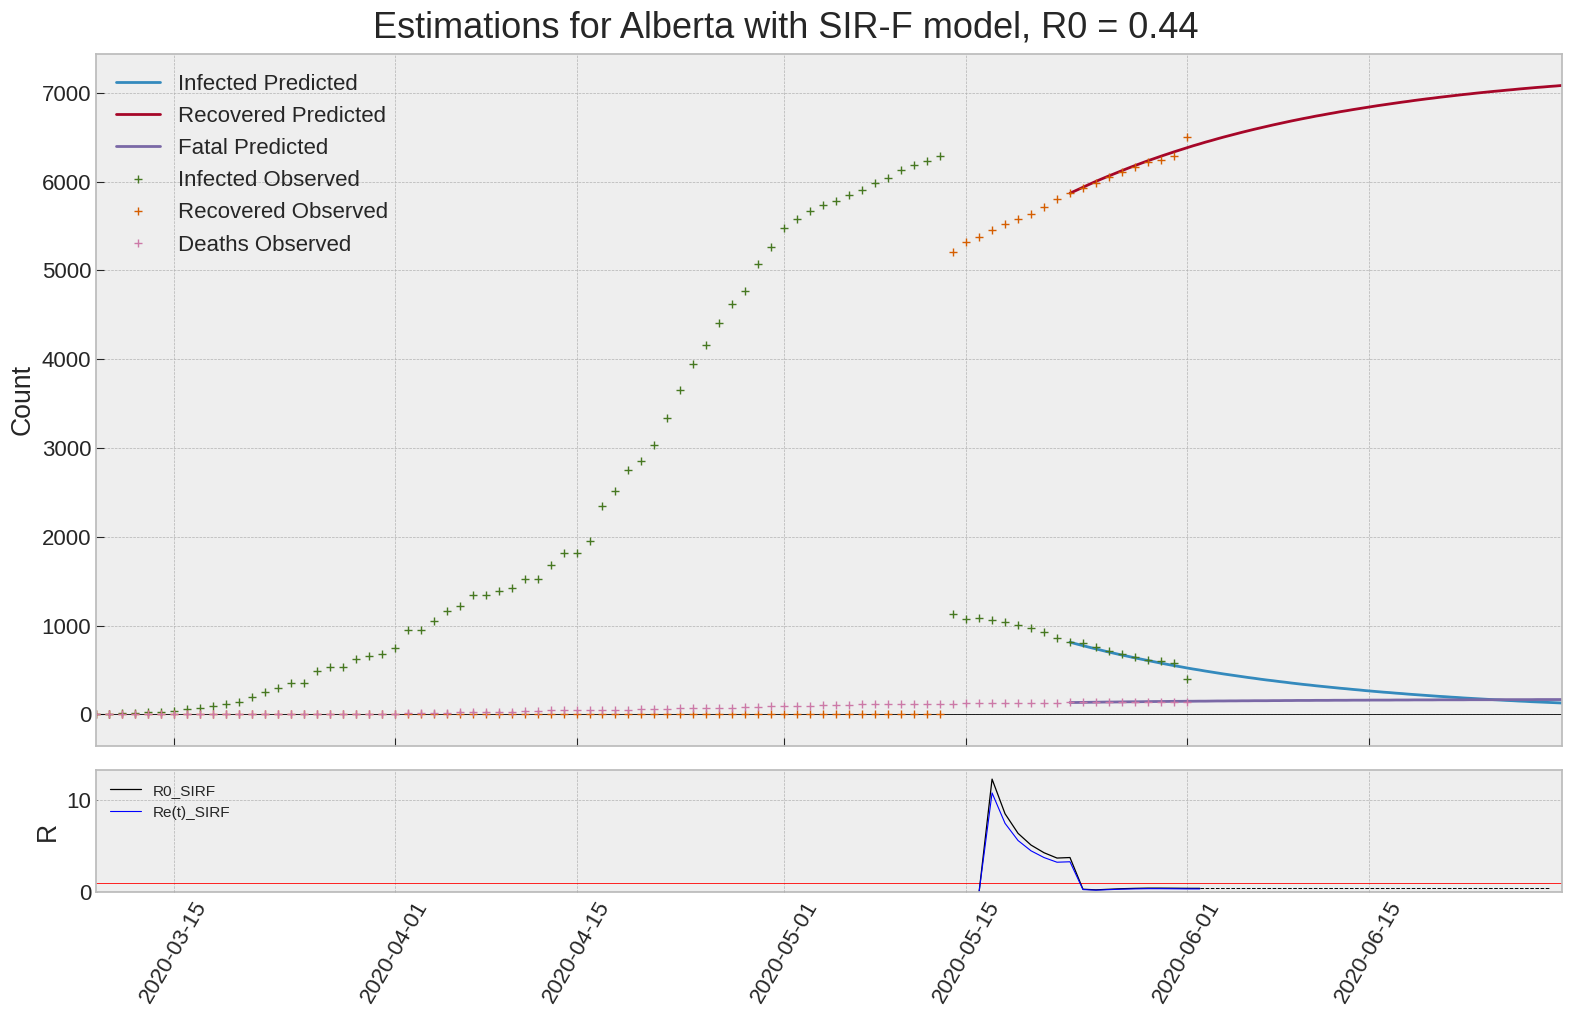 Estimations for Alberta with SIR-F model, R0 = 0.44
Infected Predicted
Recovered Predicted
Fatal Predicted
Infected Observed
Recovered Observed
Deaths Observed
7000
6000
5000
4000
3000
2000
1000
0
Count
R0_SIRF
Re(t)_SIRF
10
0
R
2020-03-15
2020-04-01
2020-04-15
2020-05-01
2020-05-15
2020-06-01
2020-06-15